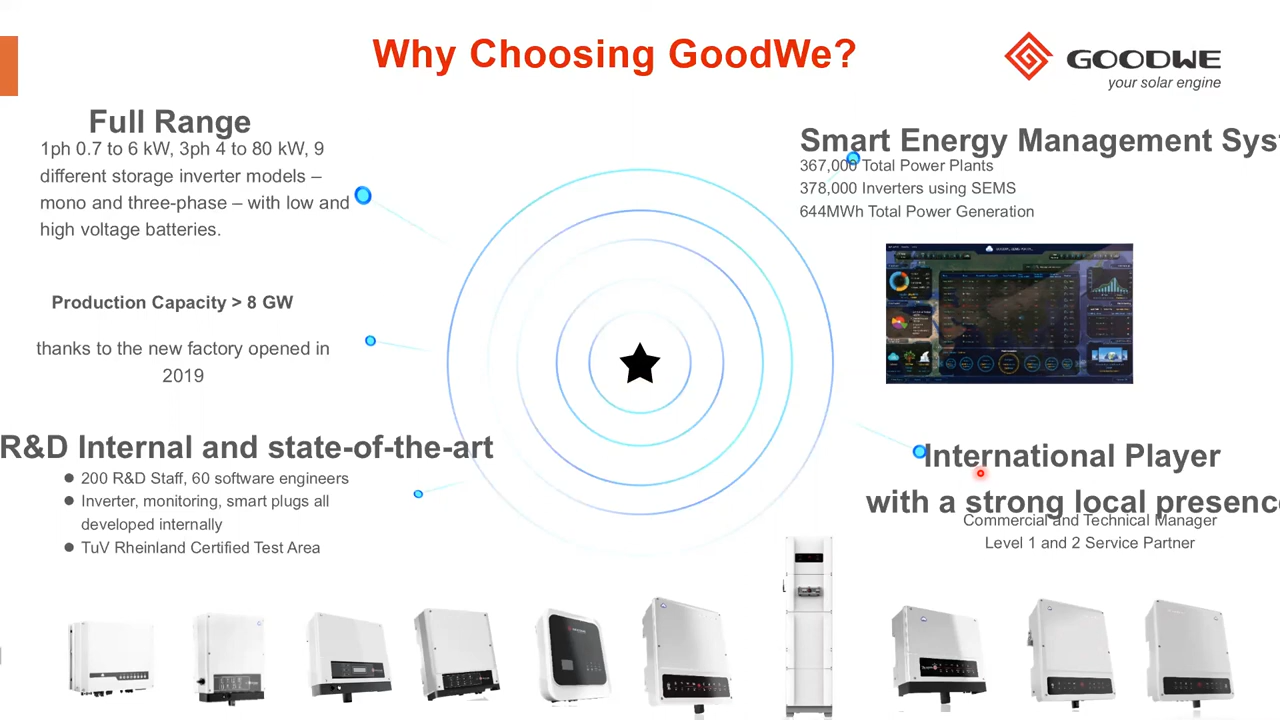 Why Choosing GoodWe?
GOODWE
your solar engine
Full Range
1ph 0.7 to 6 kW, 3ph 4 to 80 kW, 9
different storage inverter models –
mono and three-phase – with low and
high voltage batteries.
Production Capacity > 8 GW
thanks to the new factory opened in
2019
R&D Internal and state-of-the-art
200 R&D Staff, 60 software engineers
Inverter, monitoring, smart plugs all
developed internally
TuV Rheinland Certified Test Area
Smart Energy Management Syst
367,000 Total Power Plants
378,000 Inverters using SEMS
644MWh Total Power Generation
International Player
with a strong local presence
Commercial and Technical Manager
Level 1 and 2 Service Partner